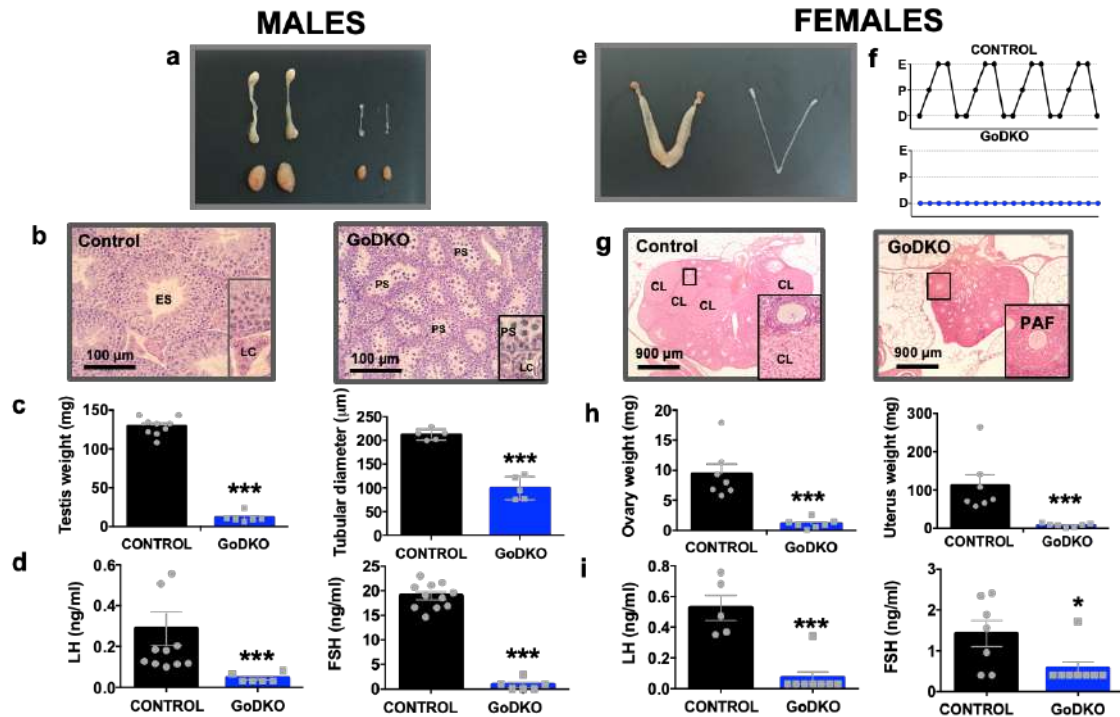 MALES
FEMALES
a
e
f
CONTROL
E
P
D
GoDKO
E
P
D
b
Control
ES
LC
100 µm
GoDKO
PS
PS
PS
PS
PS
LC
100 µm
g
Control
CL
CL
CL
CL
CL
900 µm
GoDKO
PAF
900 µm
c
Testis weight (mg)
150
100
50
0
***
CONTROL
GoDKO
Tubular diameter (µm)
250
200
150
100
50
0
***
CONTROL
GoDKO
h
Ovary weight (mg)
20
15
10
5
0
***
CONTROL
GoDKO
Uterus weight (mg)
300
200
100
0
***
CONTROL
GoDKO
d
LH (ng/ml)
0.6
0.4
0.2
0.0
***
CONTROL
GoDKO
FSH (ng/ml)
25
20
15
10
5
0
***
CONTROL
GoDKO
i
LH (ng/ml)
0.8
0.6
0.4
0.2
0.0
***
CONTROL
GoDKO
FSH (ng/ml)
3
2
1
0
*
CONTROL
GoDKO